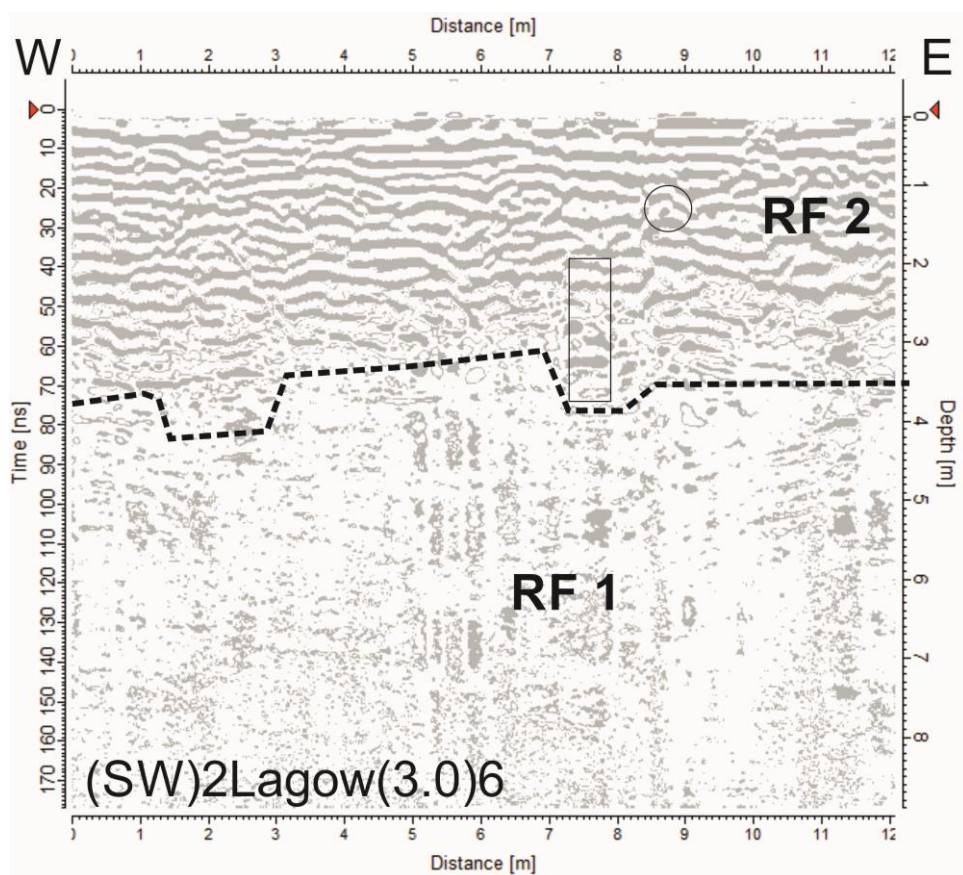 Distance [m]
W
E
0 1 2 3 4 5 6 7 8 9 10 11 12
0 10 20 30 40 50 60 70 80 90 100 110 120 130 140 150 160 170
Time [ns]
0 1 2 3 4 5 6 7 8
Depth [m]
RF 2
RF 1
(SW)2Lagow(3.0)6
0 1 2 3 4 5 6 7 8 9 10 11 12
Distance [m]